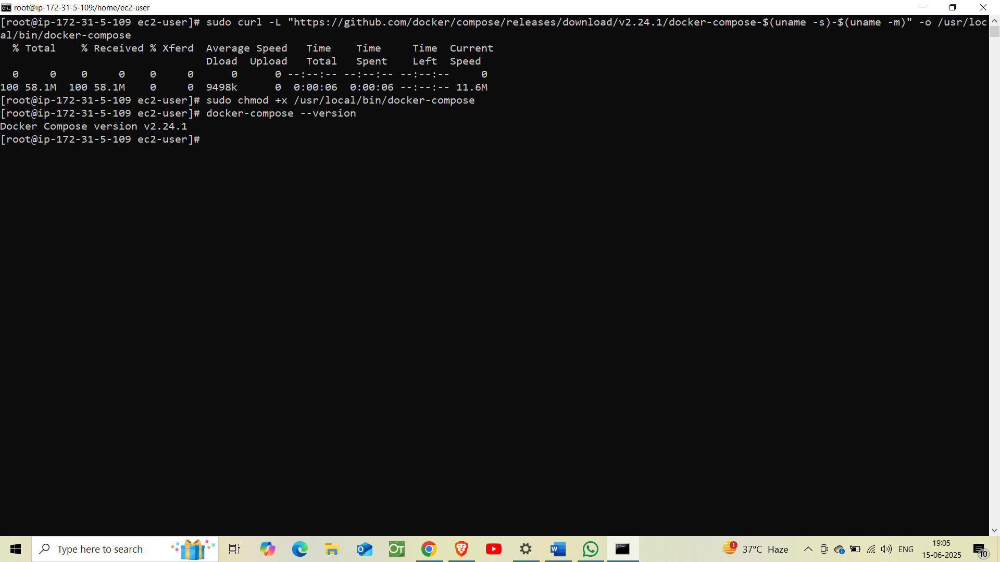 root@ip-172-31-5-109:/home/ec2-user
[root@ip-172-31-5-109 ec2-user]# sudo curl -L "https://github.com/docker/compose/releases/download/v2.24.1/docker-compose-$(uname -s)-$(uname -m)" -o /usr/loc
al/bin/docker-compose
  % Total    % Received % Xferd  Average Speed   Time    Time     Time  Current
                                 Dload  Upload   Total   Spent    Left  Speed
  0     0    0     0    0     0      0      0 --:--:-- --:--:-- --:--:--     0
100 58.1M  100 58.1M    0     0  9498k      0  0:00:06  0:00:06 --:--:-- 11.6M
[root@ip-172-31-5-109 ec2-user]# sudo chmod +x /usr/local/bin/docker-compose
[root@ip-172-31-5-109 ec2-user]# docker-compose --version
Docker Compose version v2.24.1
[root@ip-172-31-5-109 ec2-user]#
Type here to search
OT
1
37°C Haze
ENG
19:05
15-06-2025
10